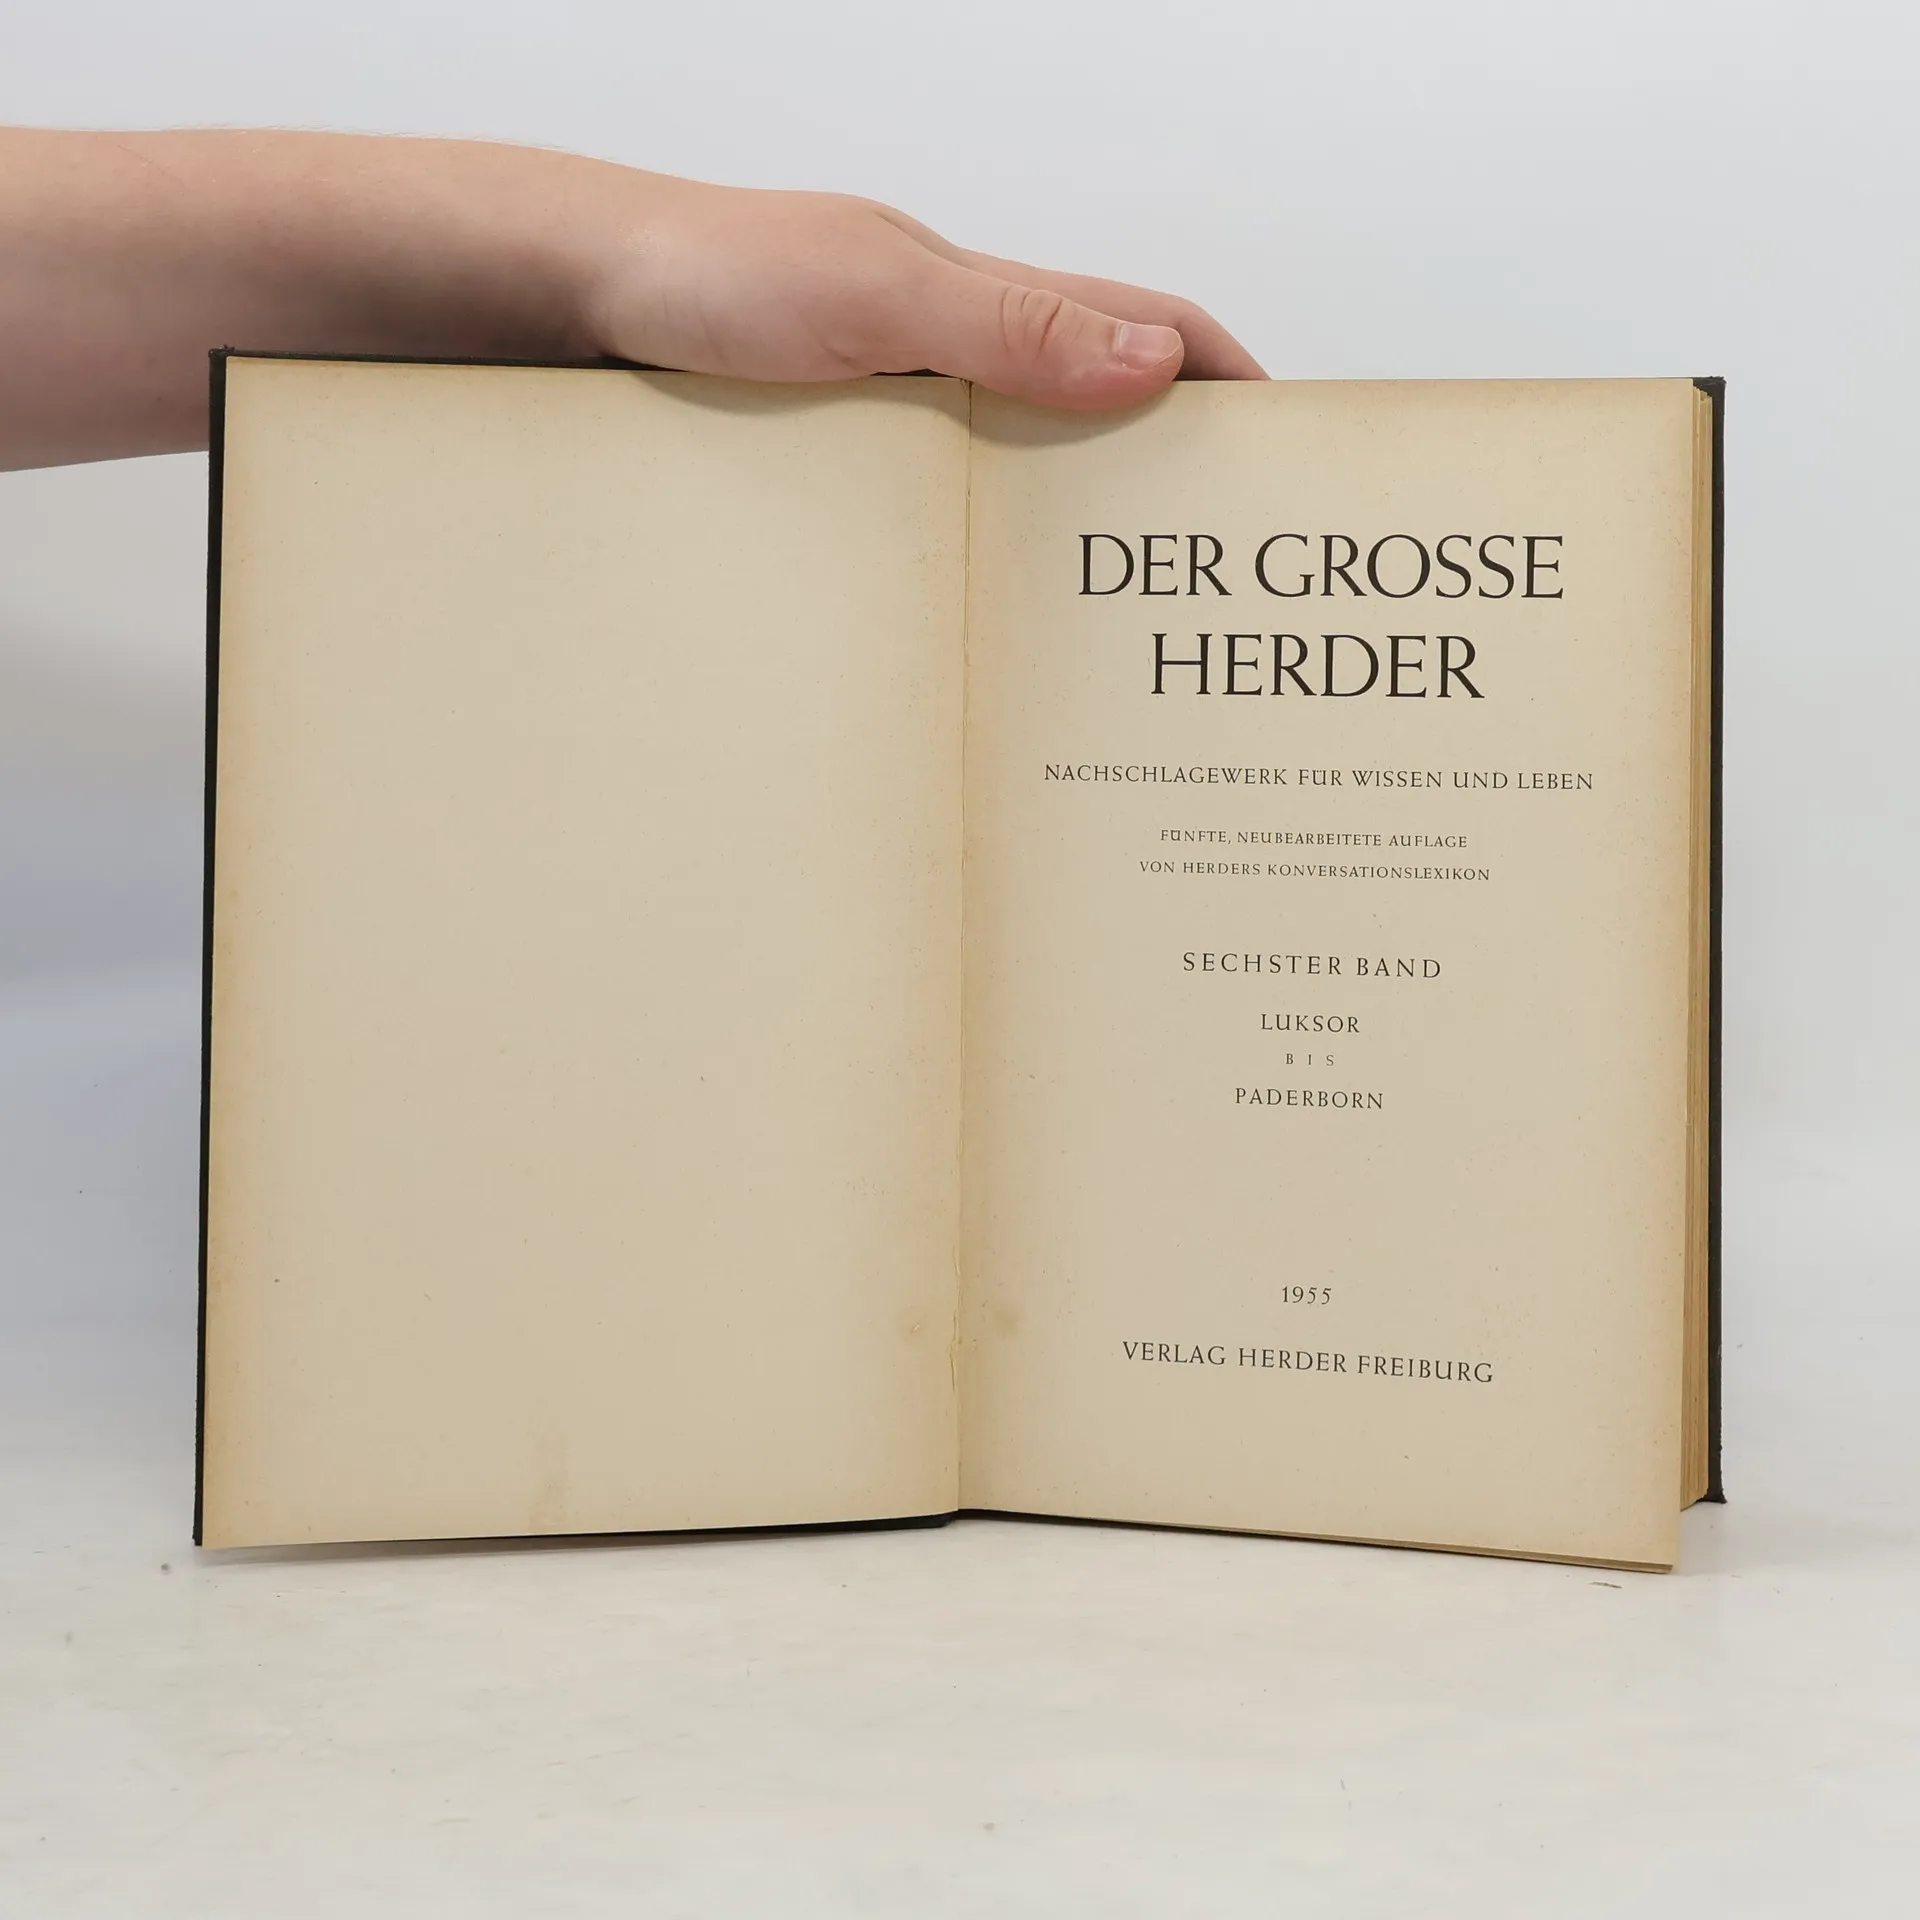 DER GROSSE
HERDER
NACHSCHLAGEWERK FÜR WISSEN UND LEBEN
FÜNFTE, NEUBEARBEITETE AUFLAGE
VON HERDERS KONVERSATIONSLEXIKON
SECHSTER BAND
LUKSOR
BIS
PADERBORN
1955
VERLAG HERDER FREIBURG